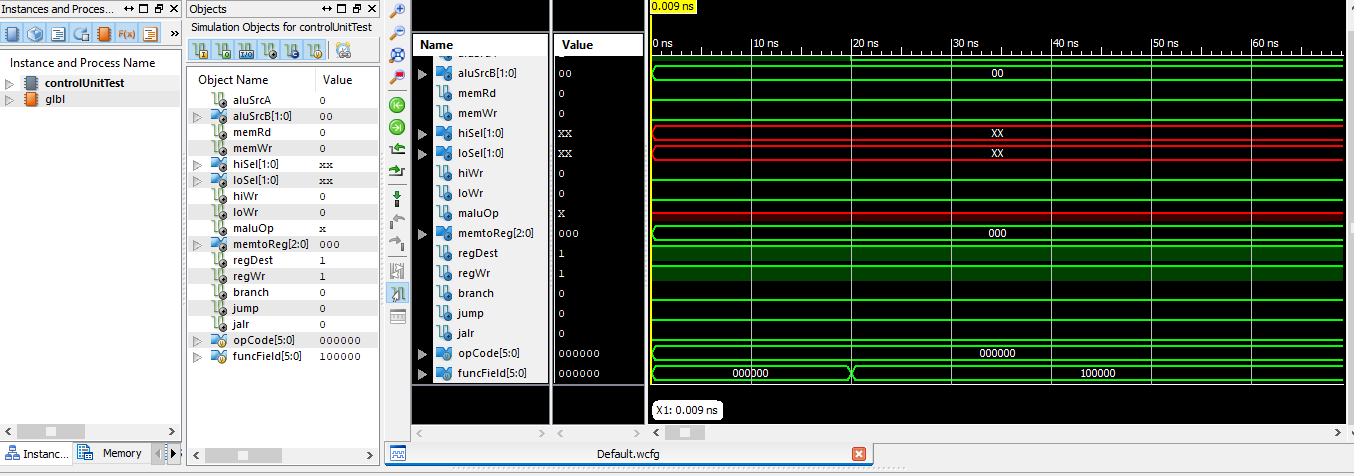 Instances and Process...
Instance and Process Name
controlUnitTest
glbl
Instanc...
Memory
Objects
Simulation Objects for controlUnitTest
Object Name Value
aluSrcA 0
aluSrcB[1:0] 00
memRd 0
memWr 0
hiSel[1:0] xx
loSel[1:0] xx
hiWr 0
loWr 0
maluOp x
memtoReg[2:0] 000
regDest 1
regWr 1
branch 0
jump 0
jalr 0
opCode[5:0] 000000
funcField[5:0] 100000
0.009 ns
Name Value
0 ns 10 ns 20 ns 30 ns 40 ns 50 ns 60 ns
aluSrcB[1:0] 00 00
memRd 0
memWr 0
hiSel[1:0] XX XX
loSel[1:0] XX XX
hiWr 0
loWr 0
maluOp X
memtoReg[2:0] 000 000
regDest 1
regWr 1
branch 0
jump 0
jalr 0
opCode[5:0] 000000 000000
funcField[5:0] 000000 000000 100000
X1: 0.009 ns
Default.wcfg